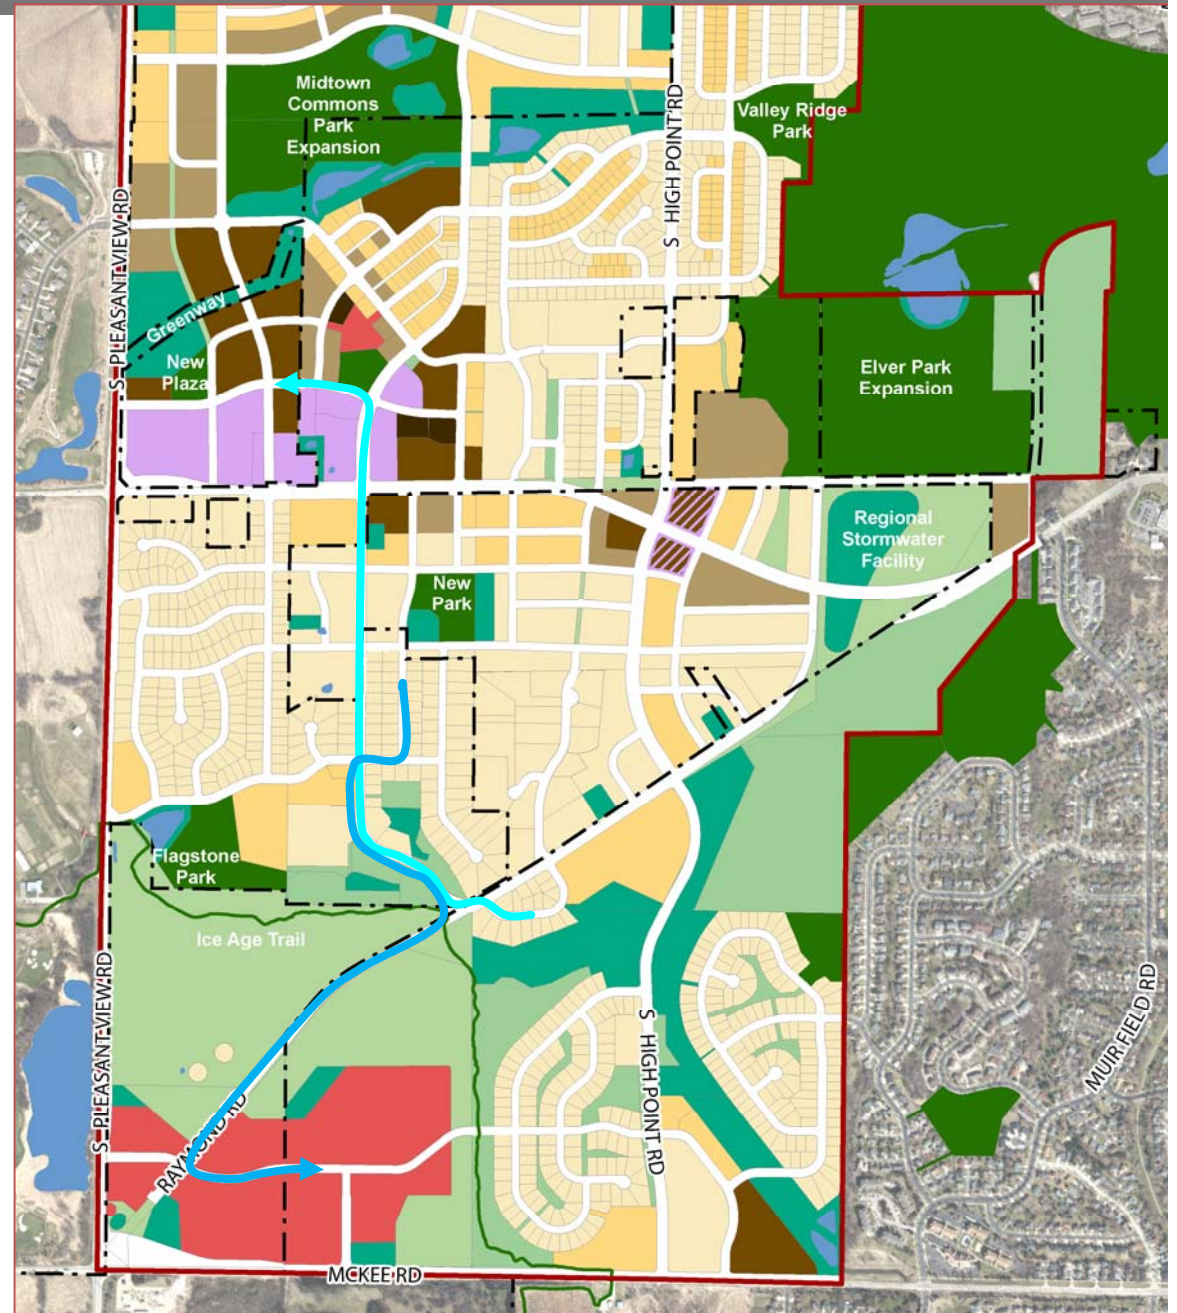 Midtown
Commons
Park
Expansion
Valley Ridge
Park
S HIGH POINT RD
S PLEASANT VIEW RD
Greenway
New
Plaza
Elver Park
Expansion
Regional
Stormwater
Facility
New
Park
Flagstone
Park
Ice Age Trail
S PLEASANT VIEW RD
S HIGH POINT RD
MUIR FIELD RD
RAYMOND RD
MCKEE RD